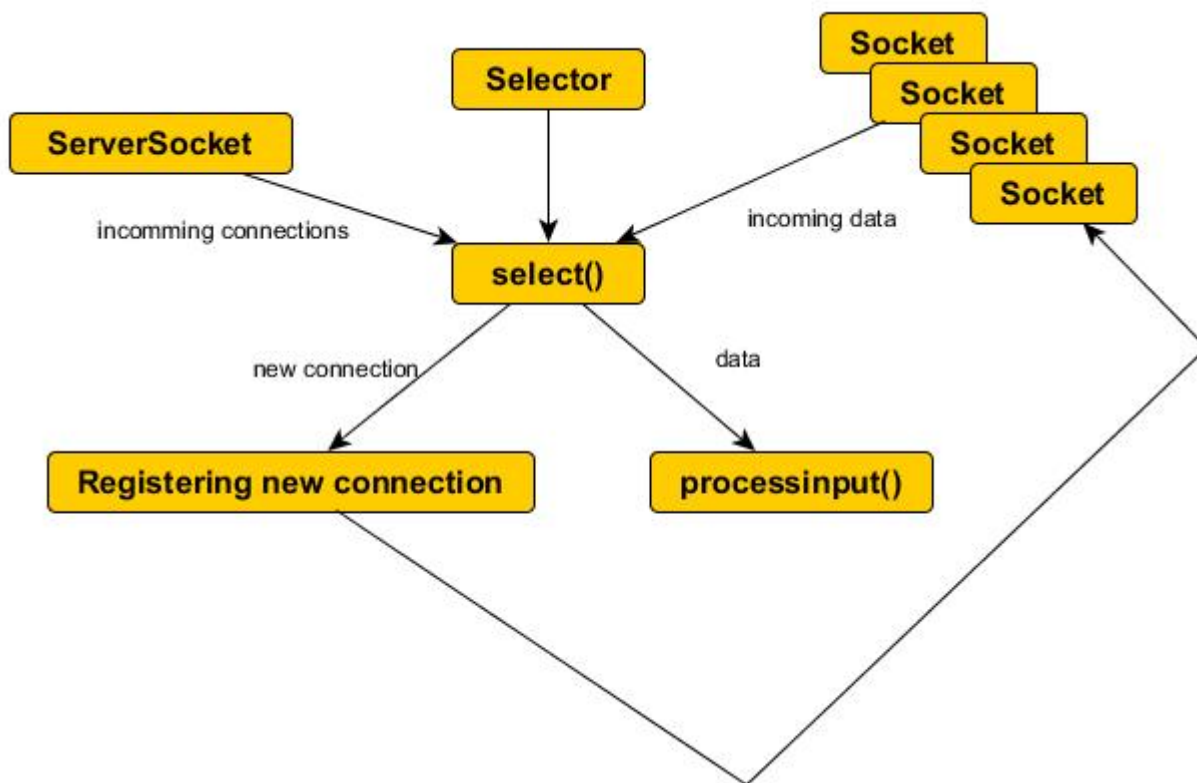 Socket
Selector
Socket
ServerSocket
Socket
Socket
incomming connections
incoming data
select()
new connection
data
Registering new connection
processinput()